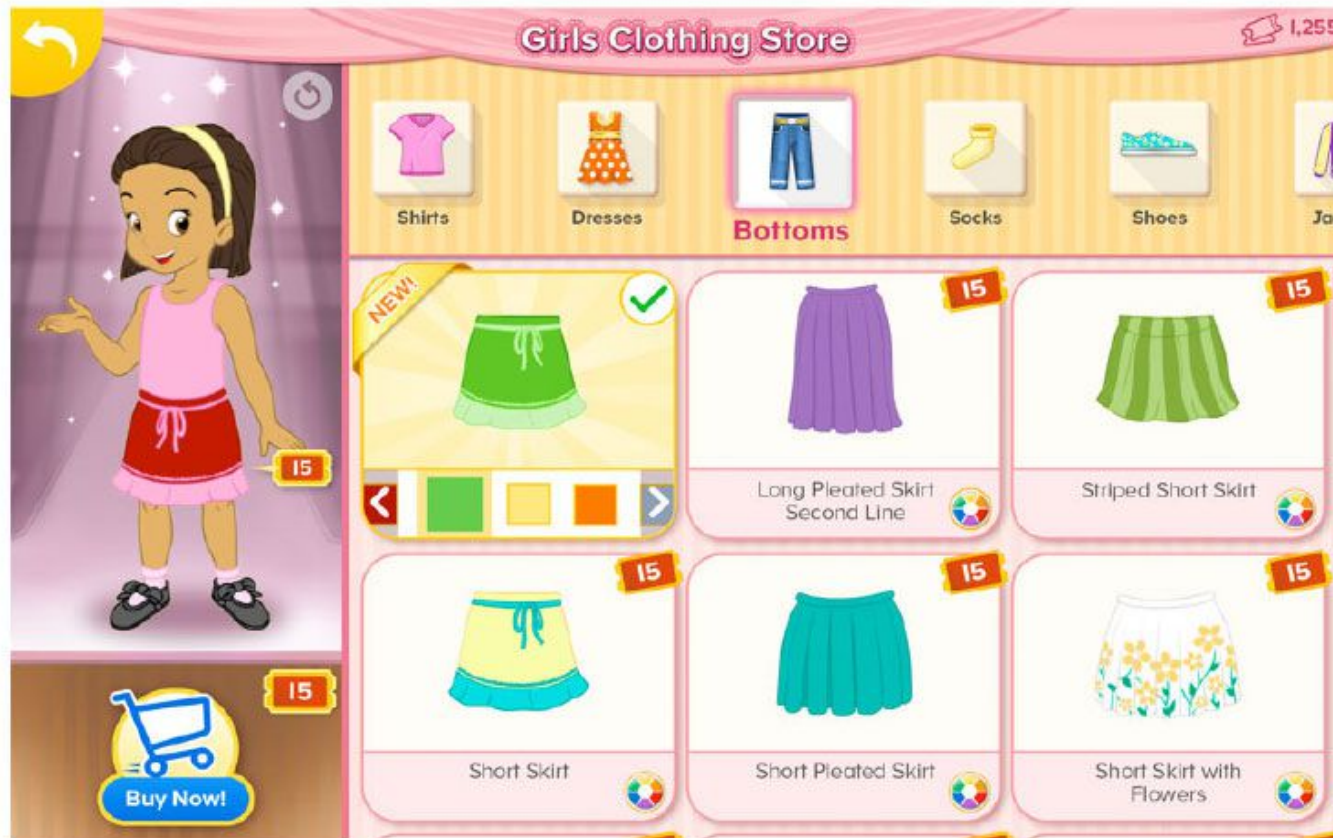 Girls Clothing Store
1,255
Shirts
Dresses
Bottoms
Socks
Shoes
Ja
NEW!
15
15
15
Long Pleated Skirt
Second Line
Striped Short Skirt
15
15
15
15
Short Skirt
Short Pleated Skirt
Short Skirt with
Flowers
Buy Now!